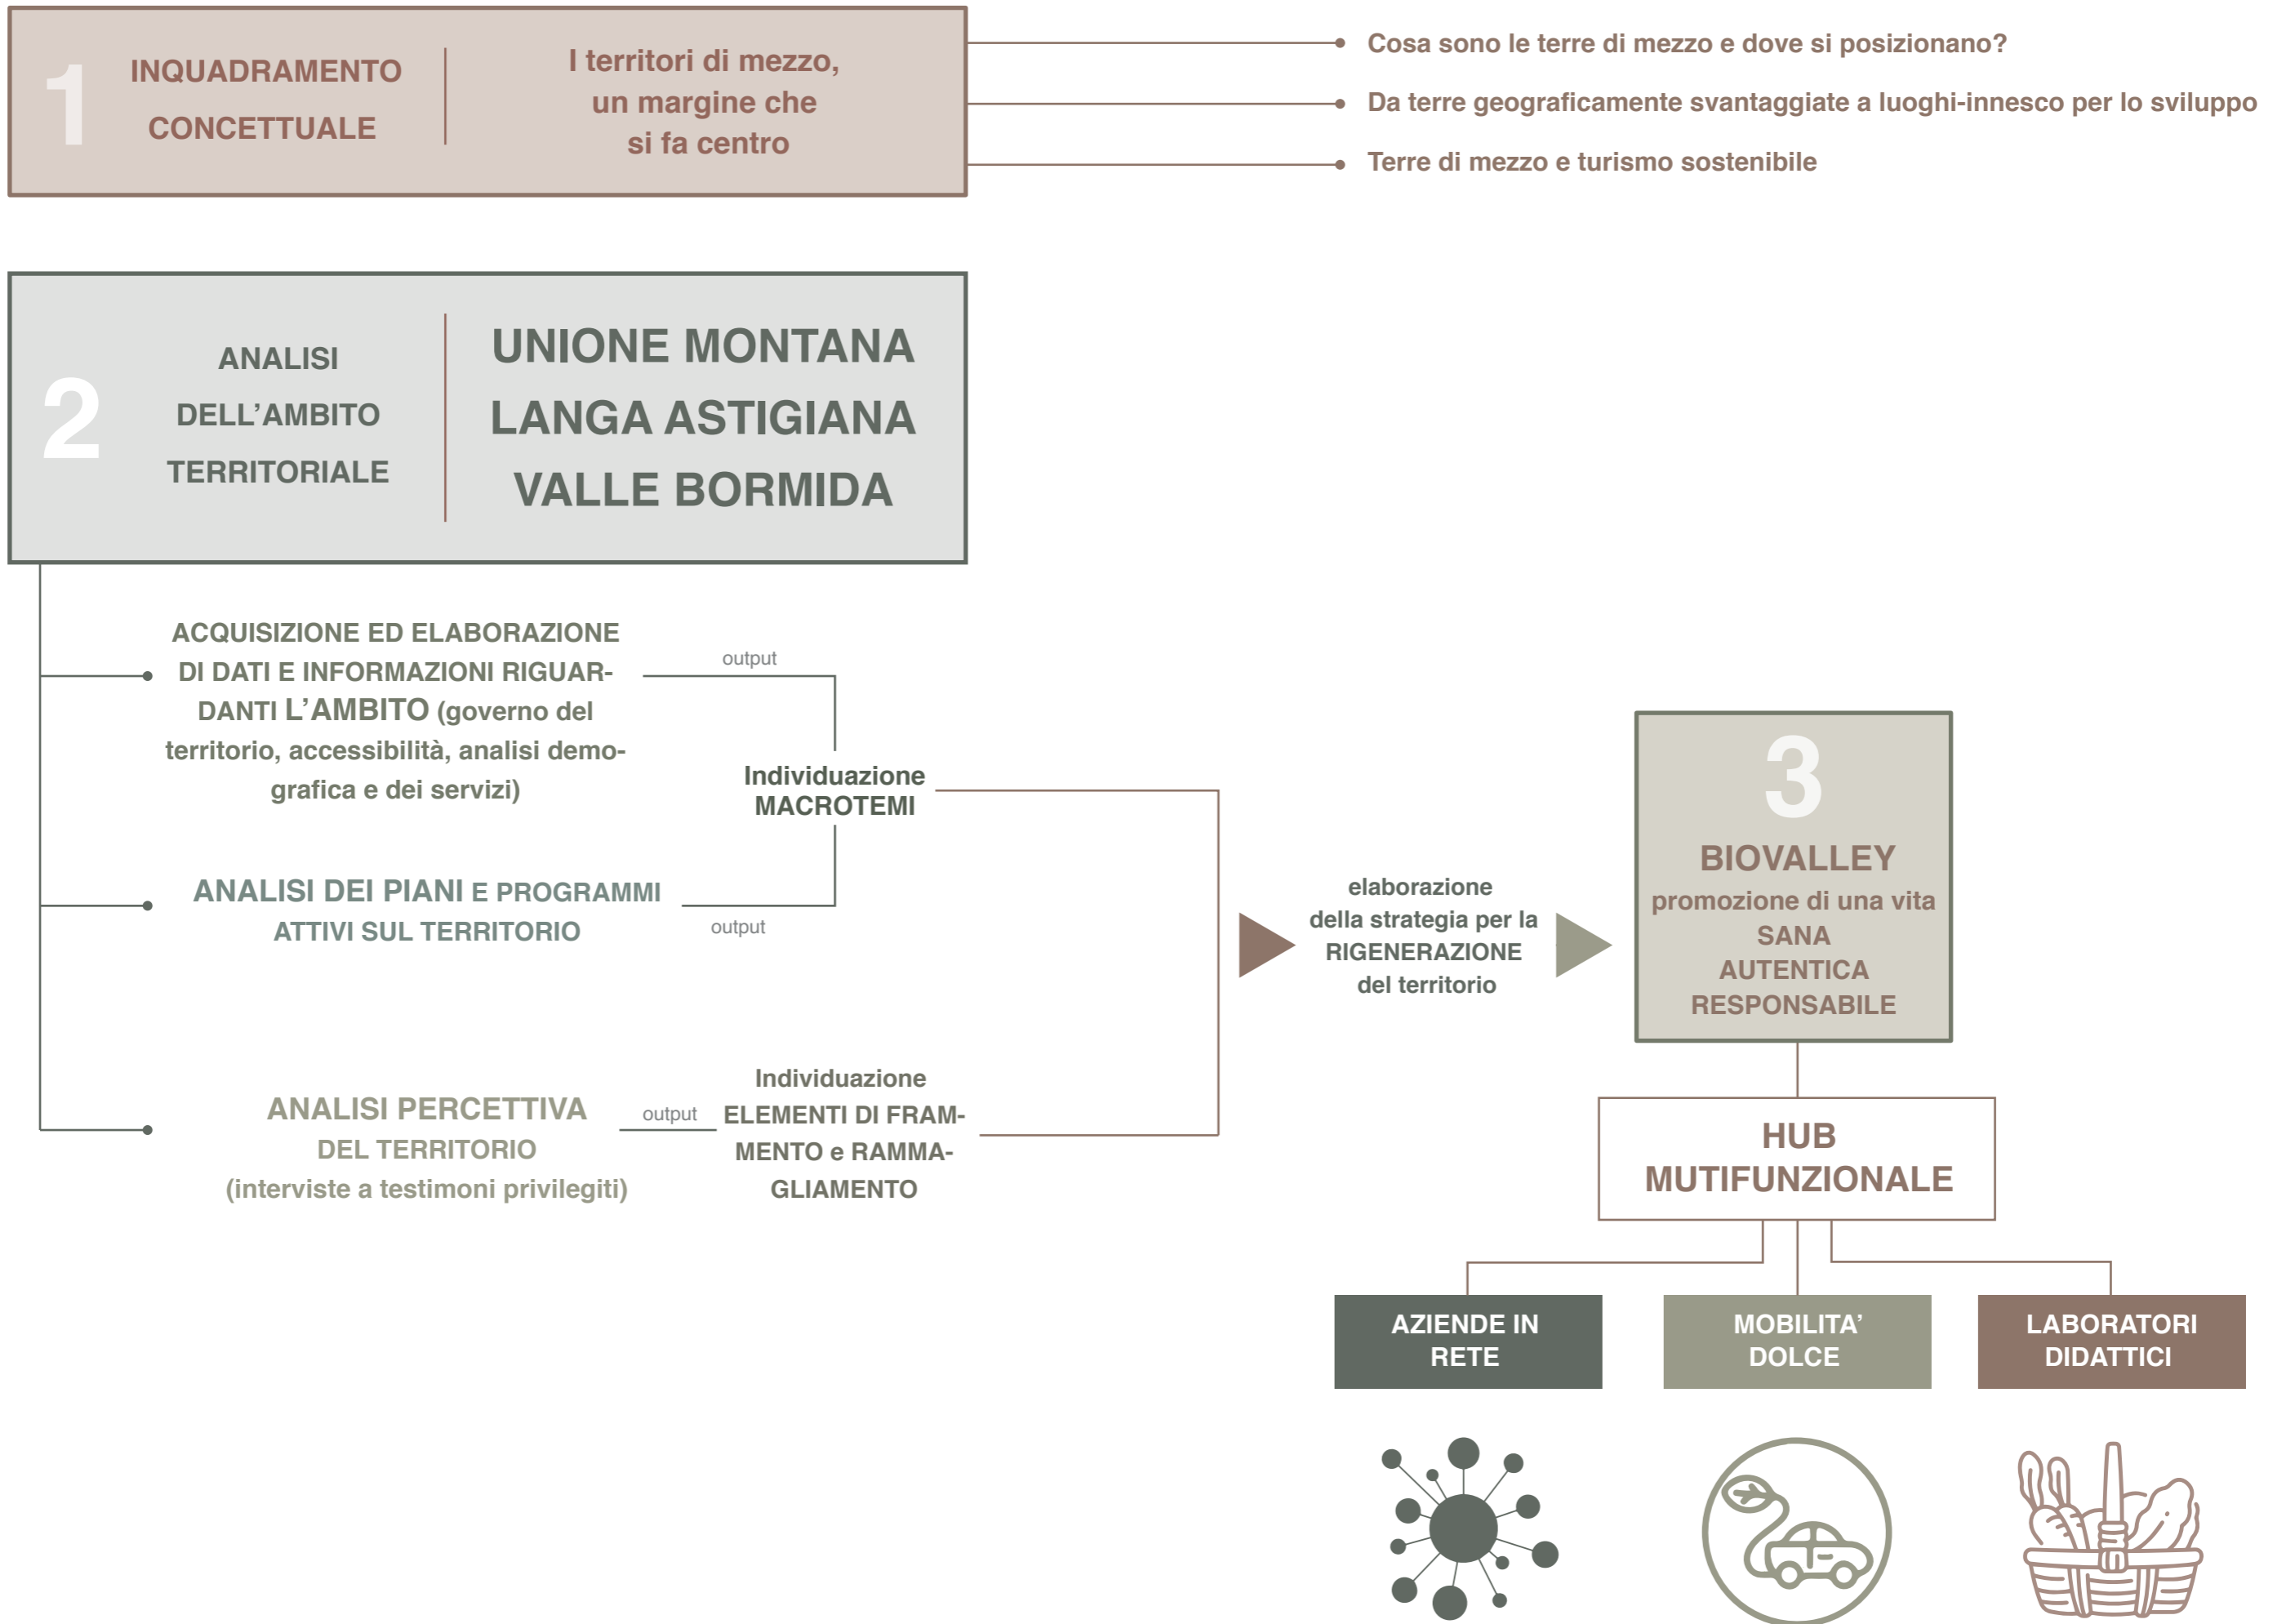 1
INQUADRAMENTO
CONCETTUALE
I territori di mezzo,
un margine che
si fa centro
Cosa sono le terre di mezzo e dove si posizionano?
Da terre geograficamente svantaggiate a luoghi-innesco per lo sviluppo
Terre di mezzo e turismo sostenibile
2
ANALISI
DELL’AMBITO
TERRITORIALE
UNIONE MONTANA
LANGA ASTIGIANA
VALLE BORMIDA
ACQUISIZIONE ED ELABORAZIONE
DI DATI E INFORMAZIONI RIGUAR-
DANTI L’AMBITO (governo del
territorio, accessibilità, analisi demo-
grafica e dei servizi)
output
Individuazione
MACROTEMI
ANALISI DEI PIANI E PROGRAMMI
ATTIVI SUL TERRITORIO
output
ANALISI PERCETTIVA
DEL TERRITORIO
(interviste a testimoni privilegiti)
output
Individuazione
ELEMENTI DI FRAM-
MENTO e RAMMA-
GLIAMENTO
elaborazione
della strategia per la
RIGENERAZIONE
del territorio
3
BIOVALLEY
promozione di una vita
SANA
AUTENTICA
RESPONSABILE
HUB
MUTIFUNZIONALE
AZIENDE IN
RETE
MOBILITA’
DOLCE
LABORATORI
DIDATTICI